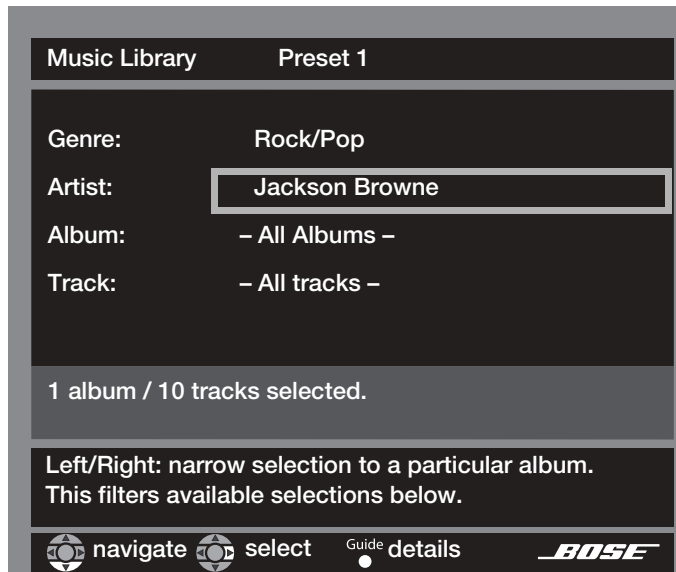 Music Library Preset 1
Genre: Rock/Pop
Artist: Jackson Browne
Album: – All Albums –
Track: – All tracks –
1 album / 10 tracks selected.
Left/Right: narrow selection to a particular album.
This filters available selections below.
navigate select Guide details BOSE